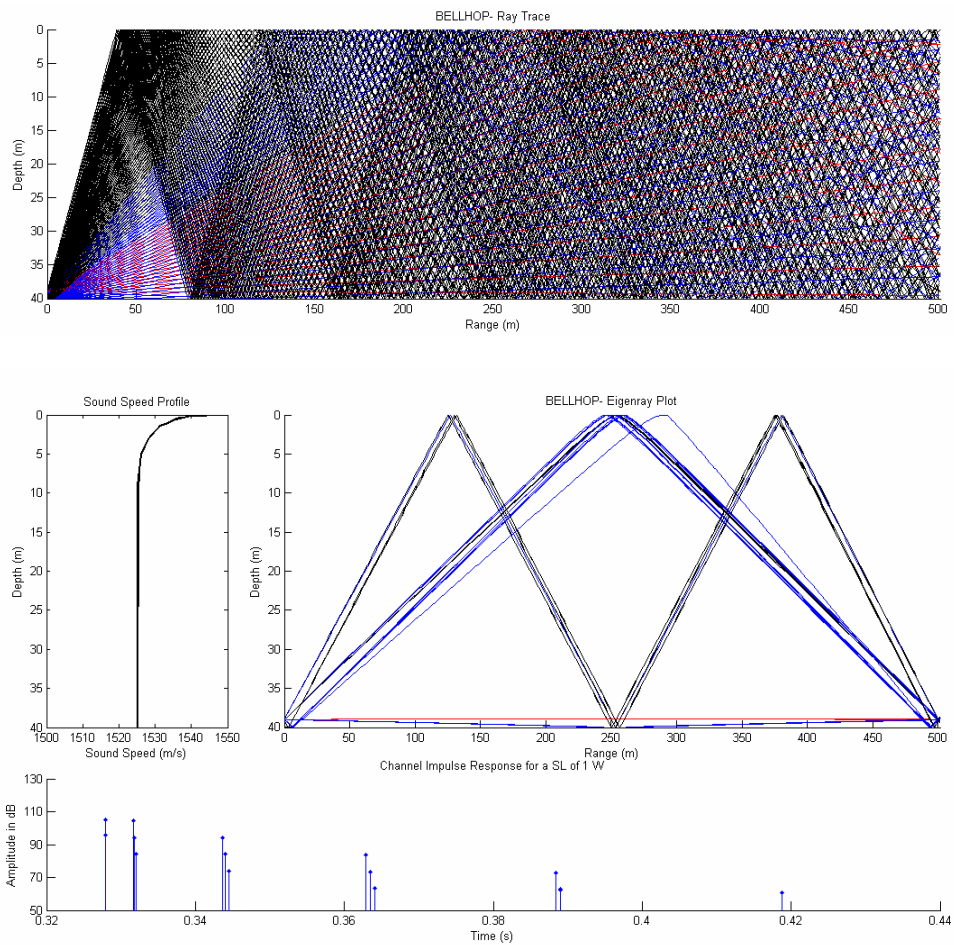 BELLHOP- Ray Trace
0
5
10
15
20
25
30
35
40
Depth (m)
0 50 100 150 200 250 300 350 400 450 500
Range (m)
Sound Speed Profile
0
5
10
15
20
25
30
35
40
Depth (m)
1500 1510 1520 1530 1540 1550
Sound Speed (m/s)
BELLHOP- Eigenray Plot
0
5
10
15
20
25
30
35
40
Depth (m)
0 50 100 150 200 250 300 350 400 450 500
Range (m)
Channel Impulse Response for a SL of 1 W
130
110
90
70
50
Amplitude in dB
0.32 0.34 0.36 0.38 0.4 0.42 0.44
Time (s)